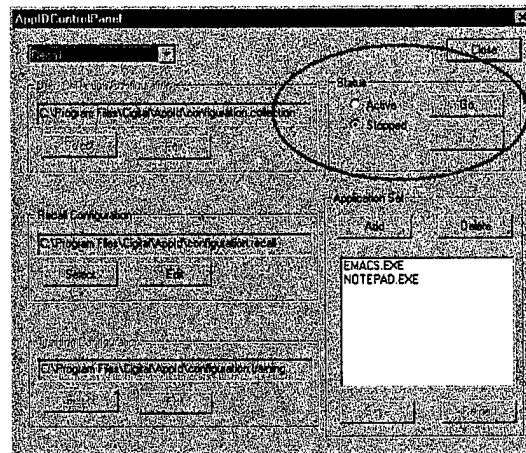 AppIDControlPanel
Recall
Close
Status
Active
Go
Stopped
C:\Program Files\Cigital\AppId\configuration.collection
Application Set
Add
Delete
Recall Configuration
C:\Program Files\Cigital\AppId\configuration.recall
Select
Edit
EMACS.EXE
NOTEPAD.EXE
C:\Program Files\Cigital\AppId\configuration.training